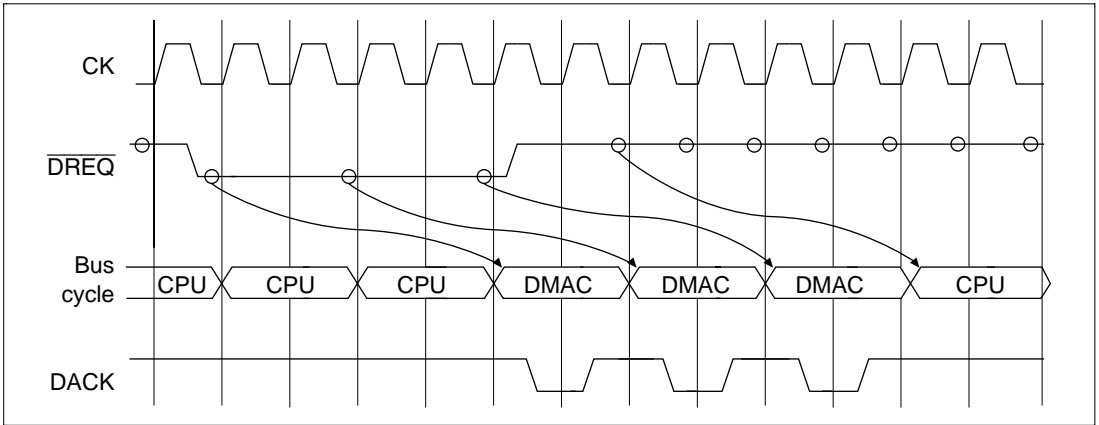 CK
DREQ
Bus
cycle
CPU CPU CPU DMAC DMAC DMAC CPU
DACK